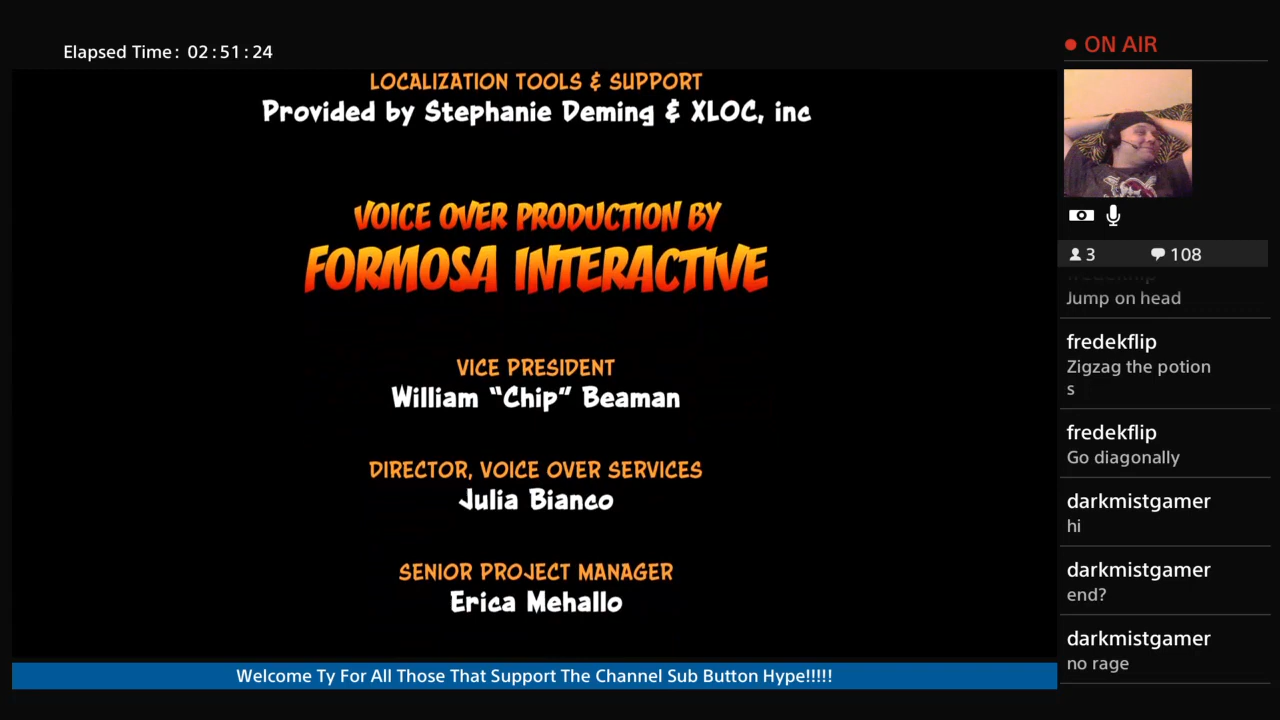 Elapsed Time: 02:51:24
ON AIR
LOCALIZATION TOOLS & SUPPORT
Provided by Stephanie Deming & XLOC, inc
VOICE OVER PRODUCTION BY
FORMOSA INTERACTIVE
VICE PRESIDENT
William “Chip” Beaman
DIRECTOR, VOICE OVER SERVICES
Julia Bianco
SENIOR PROJECT MANAGER
Erica Mehallo
3
108
Jump on head
fredekflip
Zigzag the potion
s
fredekflip
Go diagonally
darkmistgamer
hi
darkmistgamer
end?
darkmistgamer
no rage
Welcome Ty For All Those That Support The Channel Sub Button Hype!!!!!